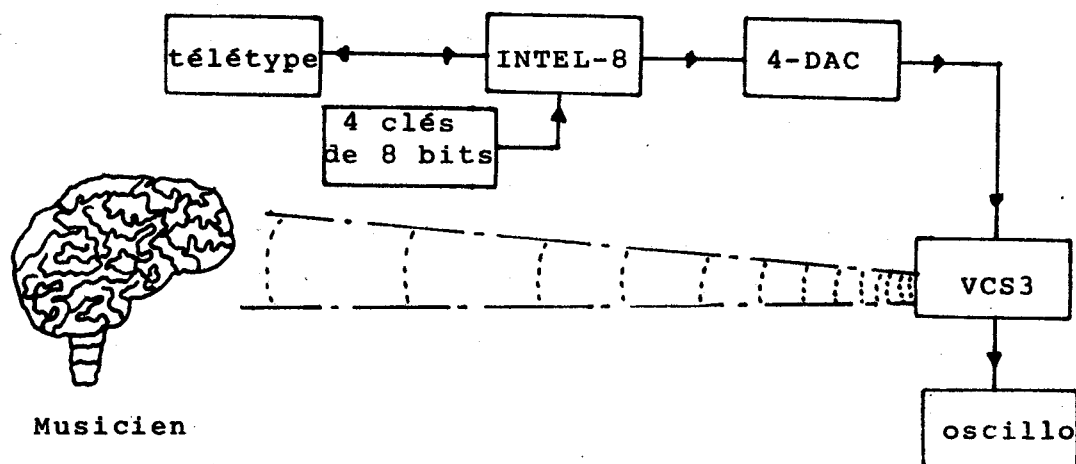 télétype
INTEL-8
4-DAC
4 clés
de 8 bits
VCS3
Musicien
oscillo